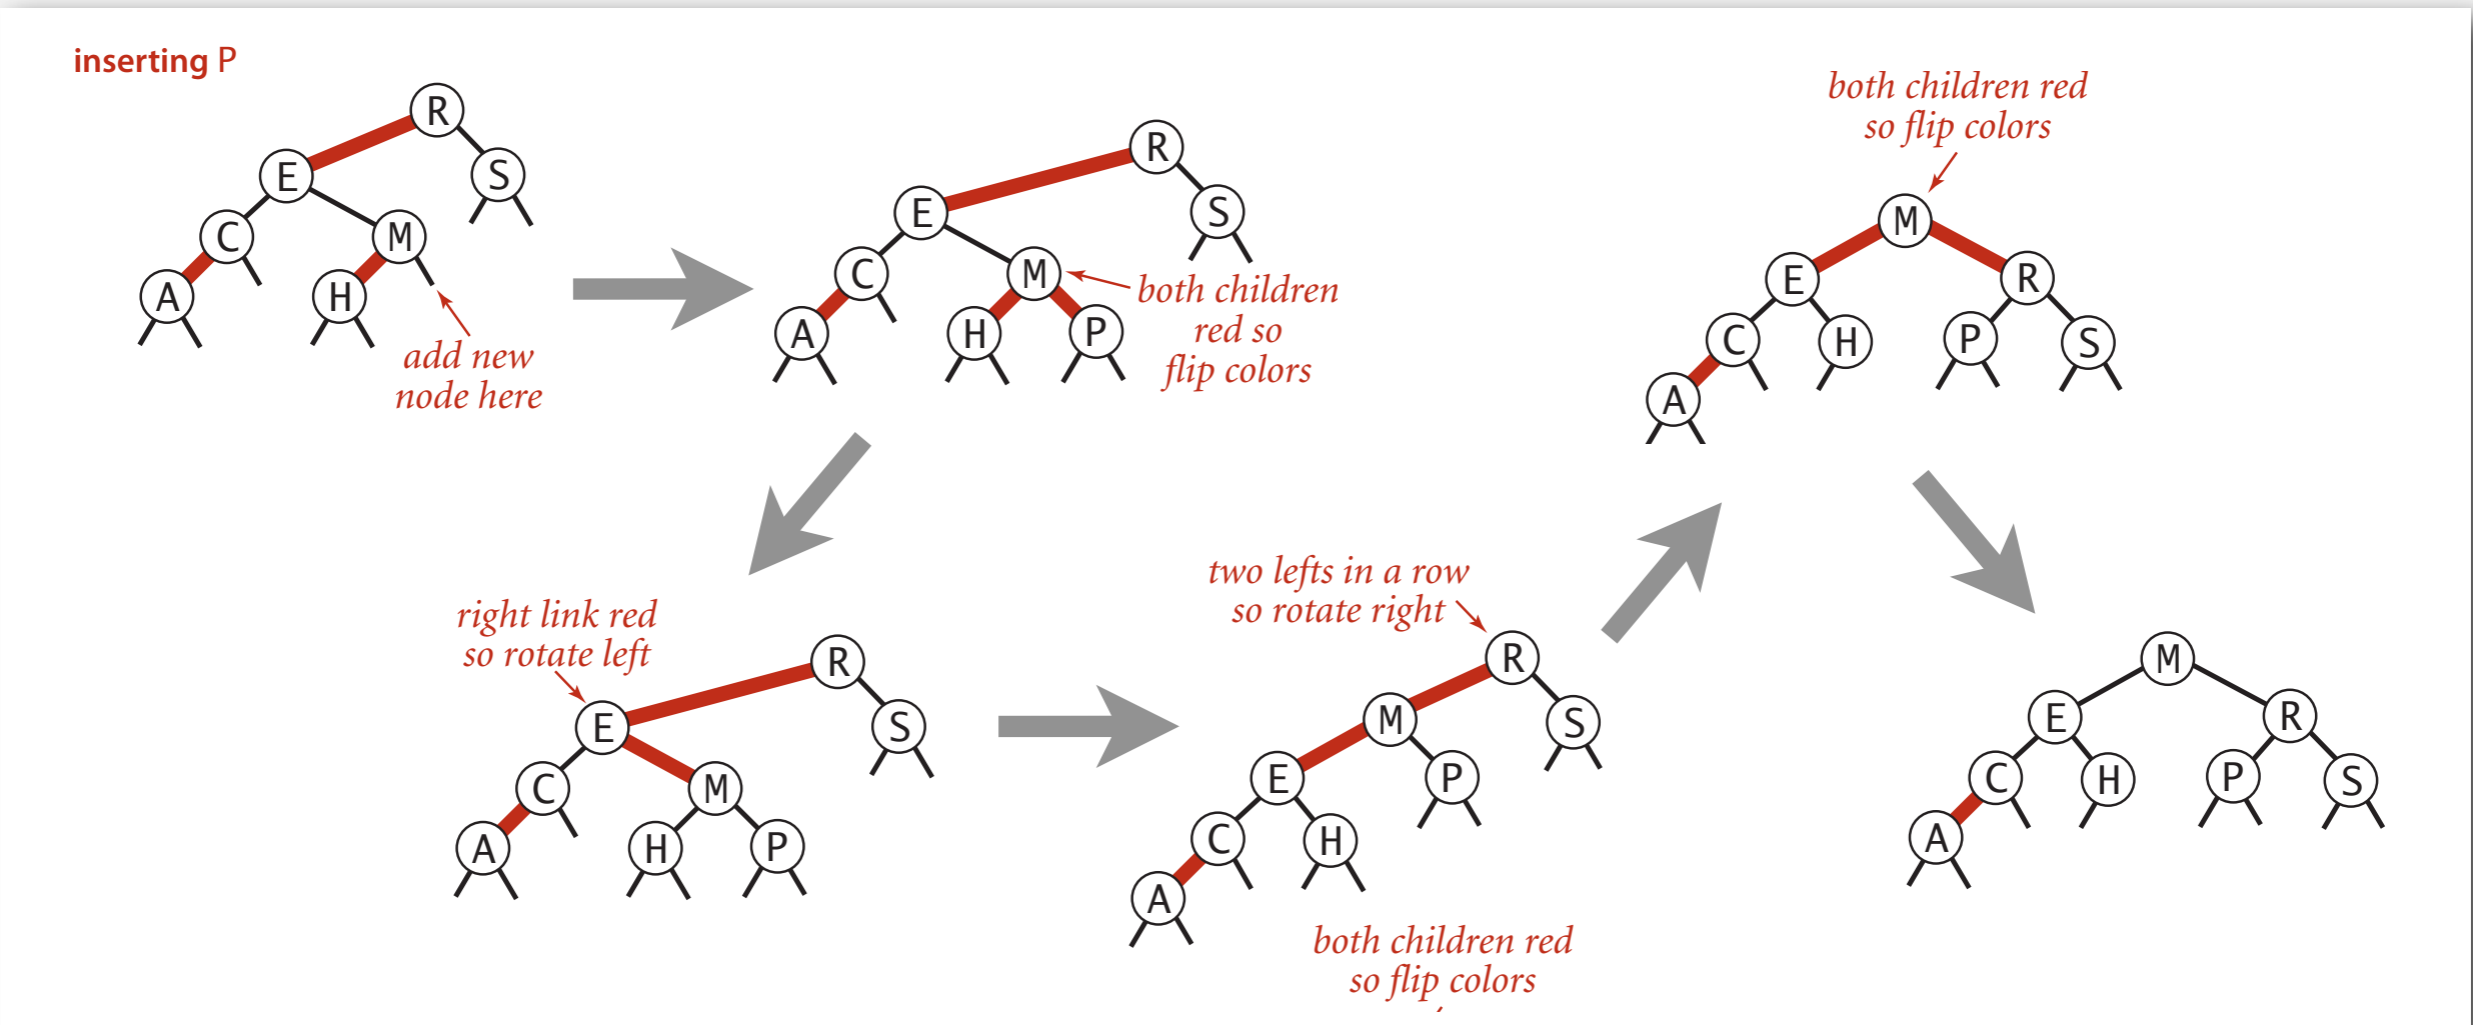 inserting P
R
E
S
C
M
A
H
add new
node here
R
E
S
C
M
A
H
P
both children
red so
flip colors
both children red
so flip colors
M
E
R
C
H
P
S
A
right link red
so rotate left
R
E
S
C
M
A
H
P
two lefts in a row
so rotate right
R
M
S
E
P
C
H
A
both children red
so flip colors
M
E
R
C
H
P
S
A